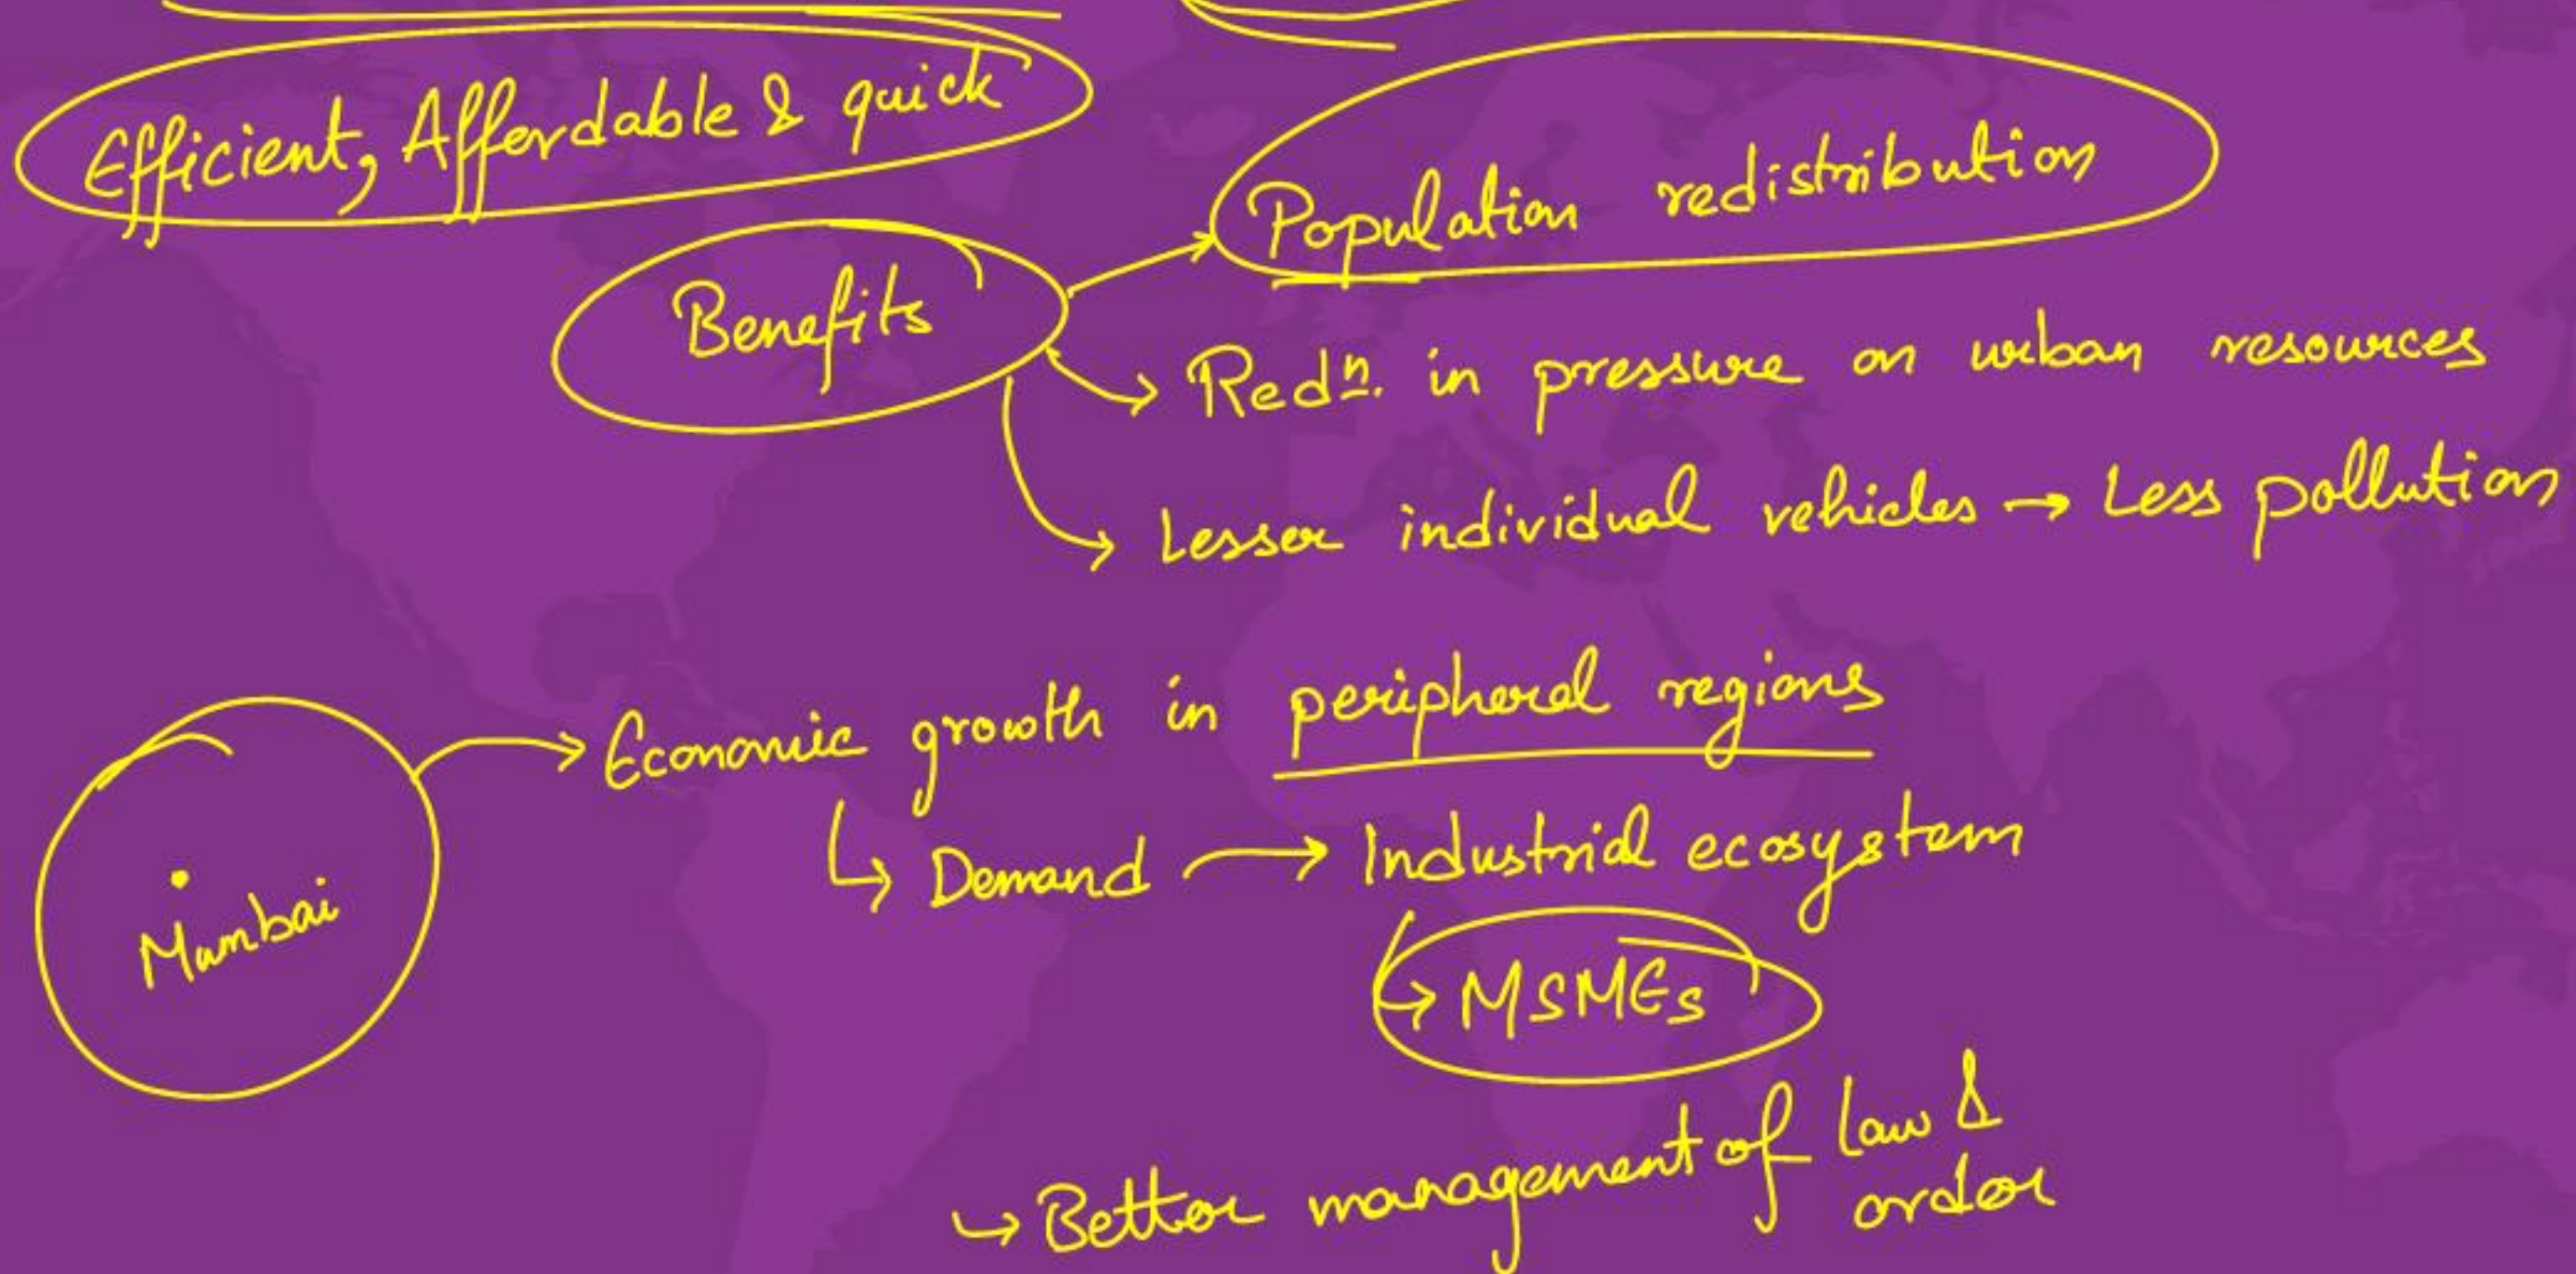 Efficient, Affordable & quick
Population redistribution
Benefits
Redn. in pressure on urban resources
Lesser individual vehicles → Less pollution
Economic growth in peripheral regions
Demand → Industrial ecosystem
Mumbai
MSMEs
Better management of law &
order